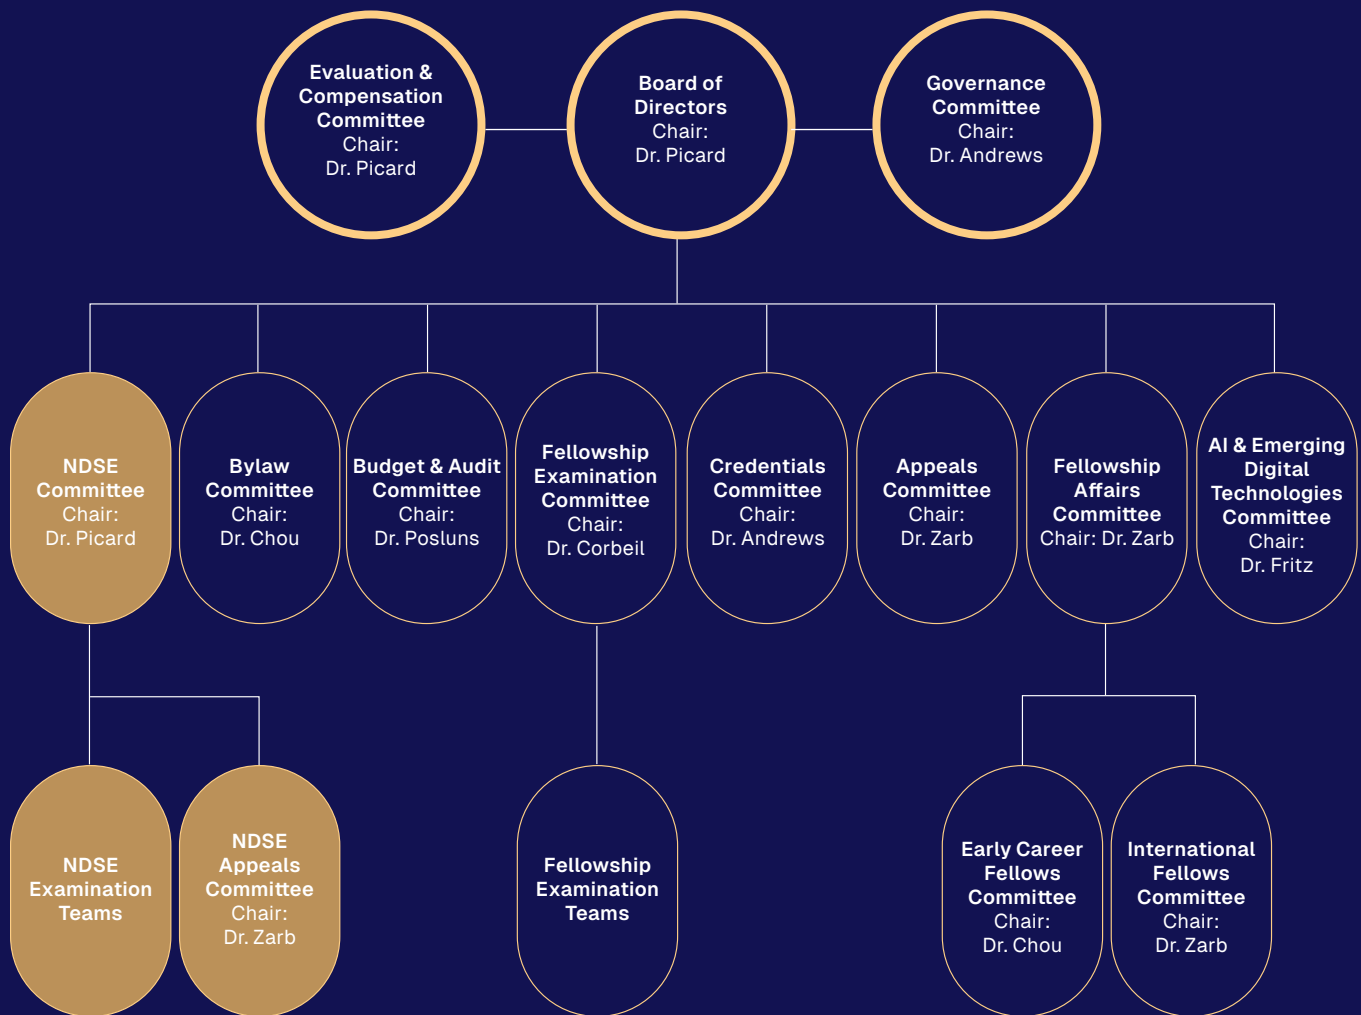 Evaluation &
Compensation
Committee
Chair:
Dr. Picard
Board of
Directors
Chair:
Dr. Picard
Governance
Committee
Chair:
Dr. Andrews
NDSE
Committee
Chair:
Dr. Picard
Bylaw
Committee
Chair:
Dr. Chou
Budget & Audit
Committee
Chair:
Dr. Posluns
Fellowship
Examination
Committee
Chair:
Dr. Corbeil
Credentials
Committee
Chair:
Dr. Andrews
Appeals
Committee
Chair:
Dr. Zarb
Fellowship
Affairs
Committee
Chair: Dr. Zarb
AI & Emerging
Digital
Technologies
Committee
Chair:
Dr. Fritz
NDSE
Examination
Teams
NDSE
Appeals
Committee
Chair:
Dr. Zarb
Fellowship
Examination
Teams
Early Career
Fellows
Committee
Chair:
Dr. Chou
International
Fellows
Committee
Chair:
Dr. Zarb